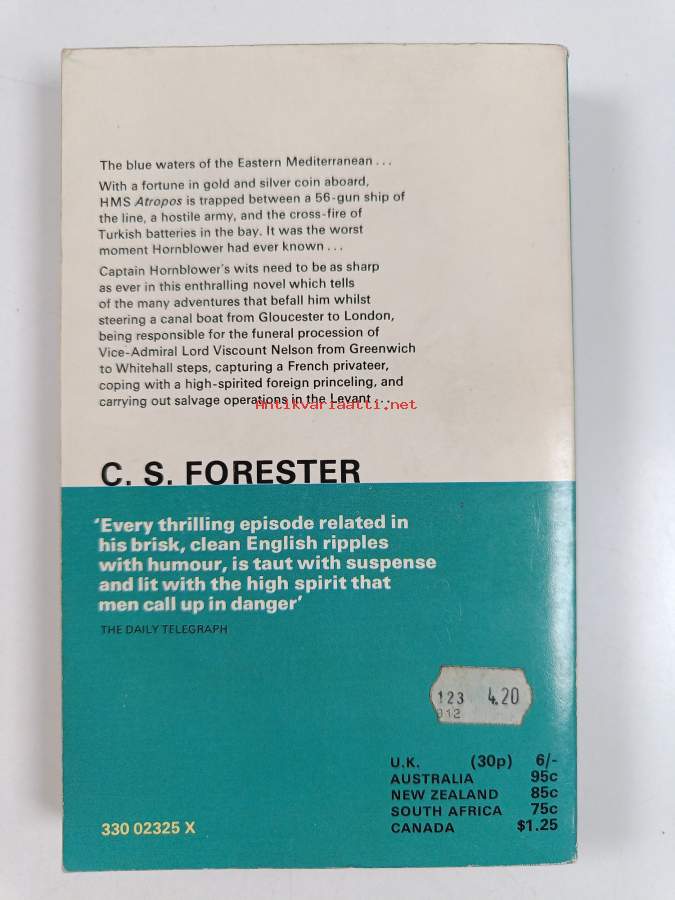 The blue waters of the Eastern Mediterranean...
With a fortune in gold and silver coin aboard,
HMS Atropos is trapped between a 56-gun ship of
the line, a hostile army, and the cross-fire of
Turkish batteries in the bay. It was the worst
moment Hornblower had ever known...
Captain Hornblower's wits need to be as sharp
as ever in this enthralling novel which tells
of the many adventures that befall him whilst
steering a canal boat from Gloucester to London,
being responsible for the funeral procession of
Vice-Admiral Lord Viscount Nelson from Greenwich
to Whitehall steps, capturing a French privateer,
coping with a high-spirited foreign princeling, and
carrying out salvage operations in the Levant...
Antikvariaatti.net
C. S. FORESTER
'Every thrilling episode related in
his brisk, clean English ripples
with humour, is taut with suspense
and lit with the high spirit that
men call up in danger'
THE DAILY TELEGRAPH
123 4.20
912
U.K. (30p) 6/-
AUSTRALIA 95c
NEW ZEALAND 85c
SOUTH AFRICA 75c
CANADA $1.25
330 02325 X